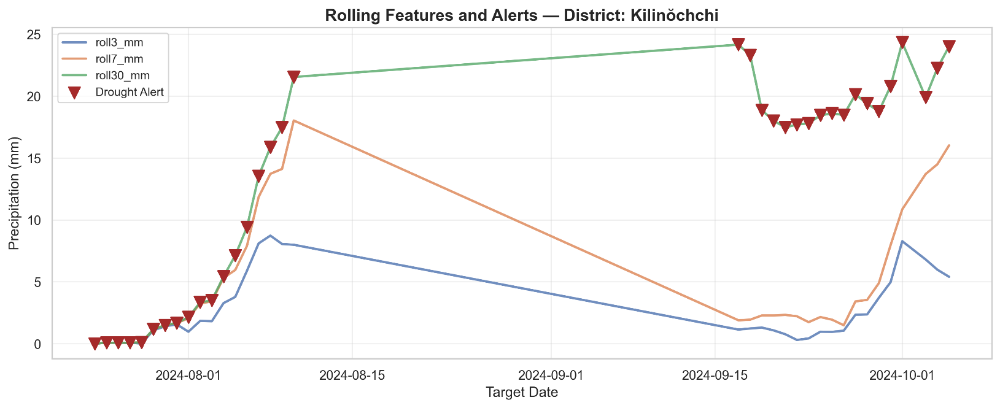 Rolling Features and Alerts — District: Kilinŏchchi
roll3_mm
roll7_mm
roll30_mm
Drought Alert
Precipitation (mm)
25
20
15
10
5
0
2024-08-01
2024-08-15
2024-09-01
2024-09-15
2024-10-01
Target Date